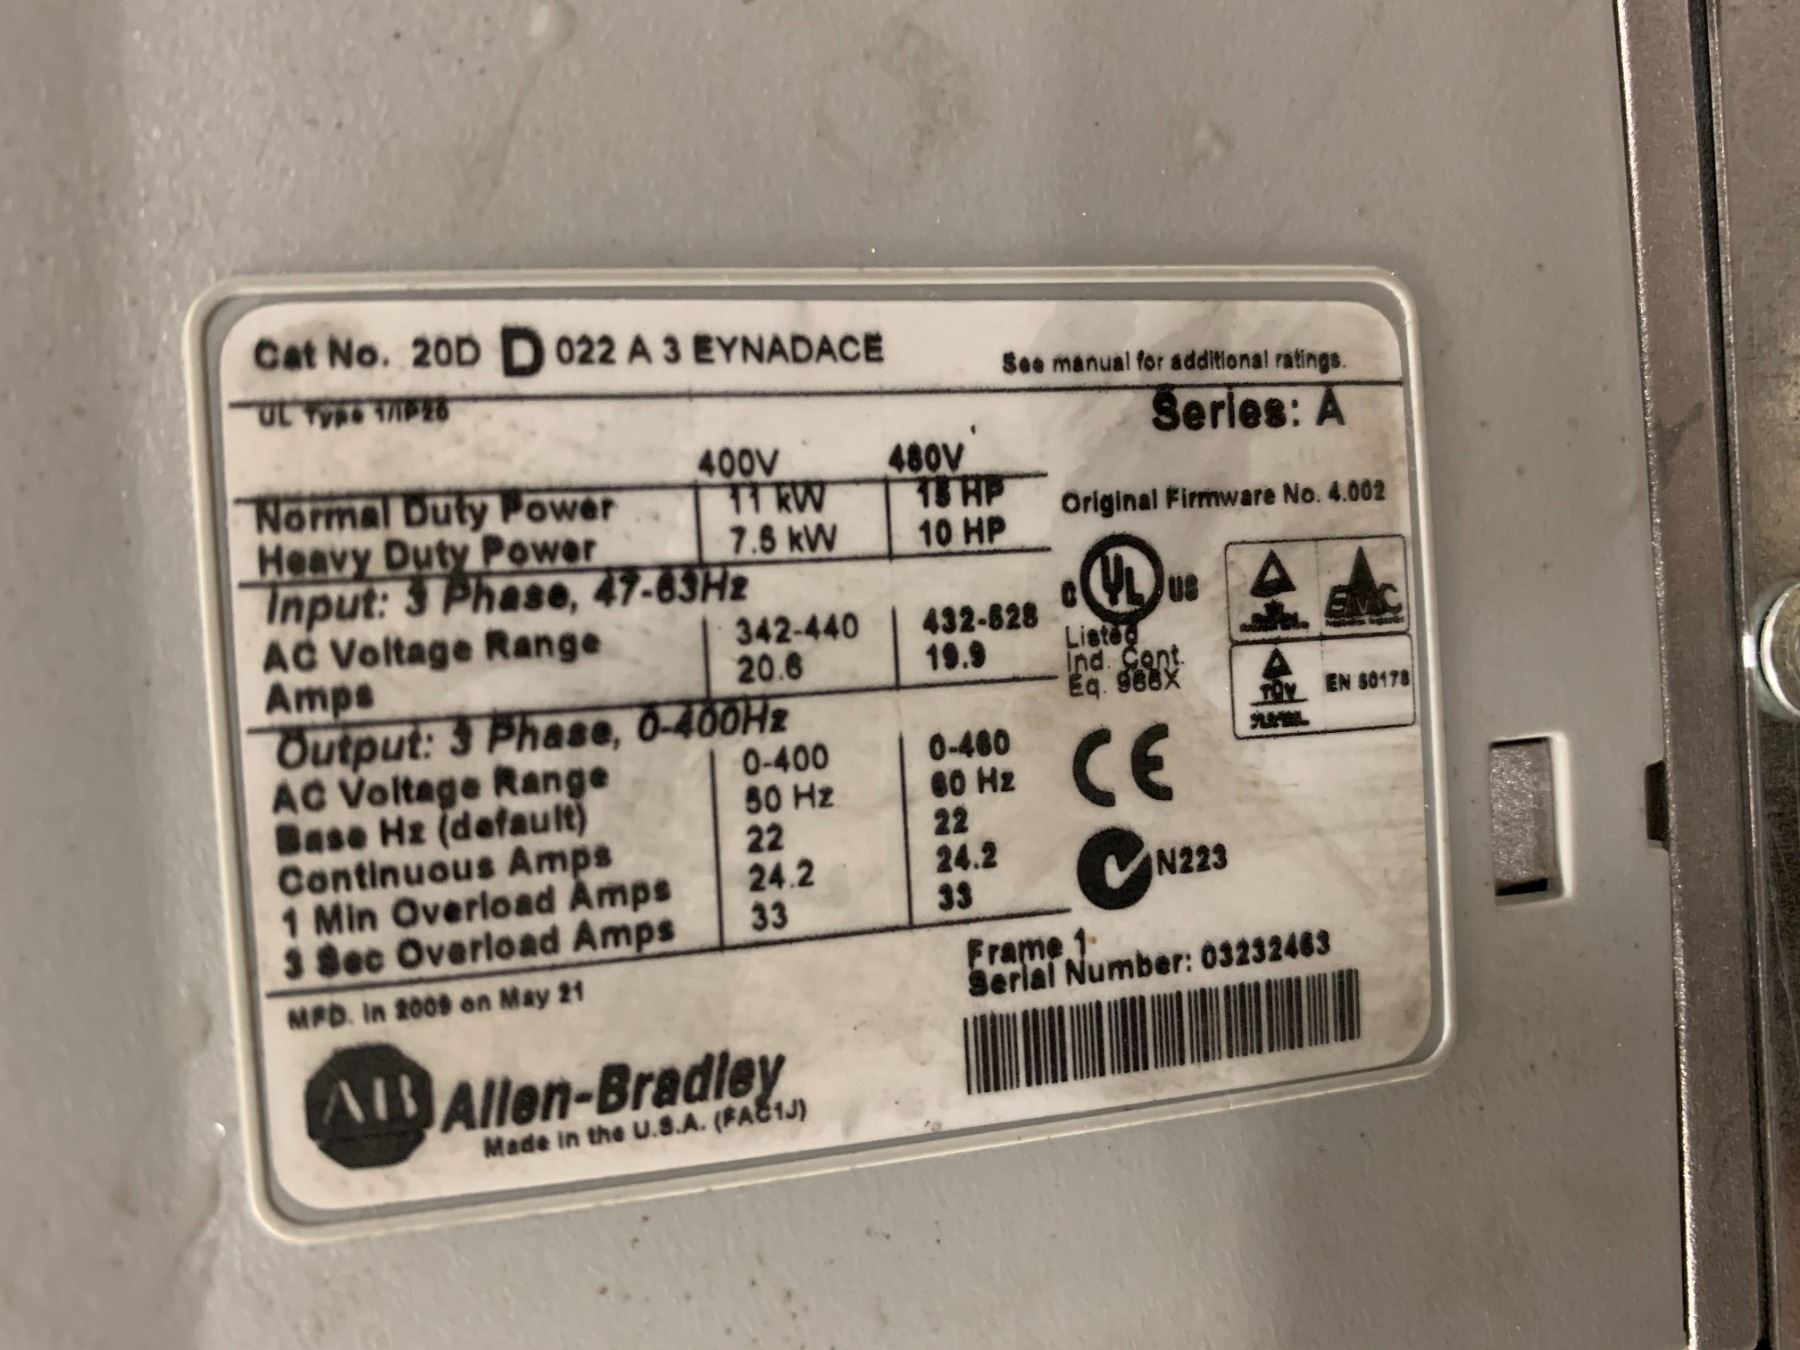 Cat No. 20D D 022 A 3 EYNADACE
See manual for additional ratings.
UL Type 1/IP20
Series: A
400V 480V
Normal Duty Power 11 kW 15 HP
Heavy Duty Power 7.5 kW 10 HP
Original Firmware No. 4.002
Input: 3 Phase, 47-63Hz
AC Voltage Range 342-440 432-528
Amps 20.6 19.9
Output: 3 Phase, 0-400Hz
AC Voltage Range 0-400 0-460
Base Hz (default) 50 Hz 60 Hz
Continuous Amps 22 22
1 Min Overload Amps 24.2 24.2
3 Sec Overload Amps 33 33
C UL US
Listed
Ind. Cont.
Eq. 966X
EMC
TÜV
EN 50178
CE
N223
Frame 1
Serial Number: 03232463
MFD. in 2009 on May 21
AB Allen-Bradley
Made in the U.S.A. (FAC1J)